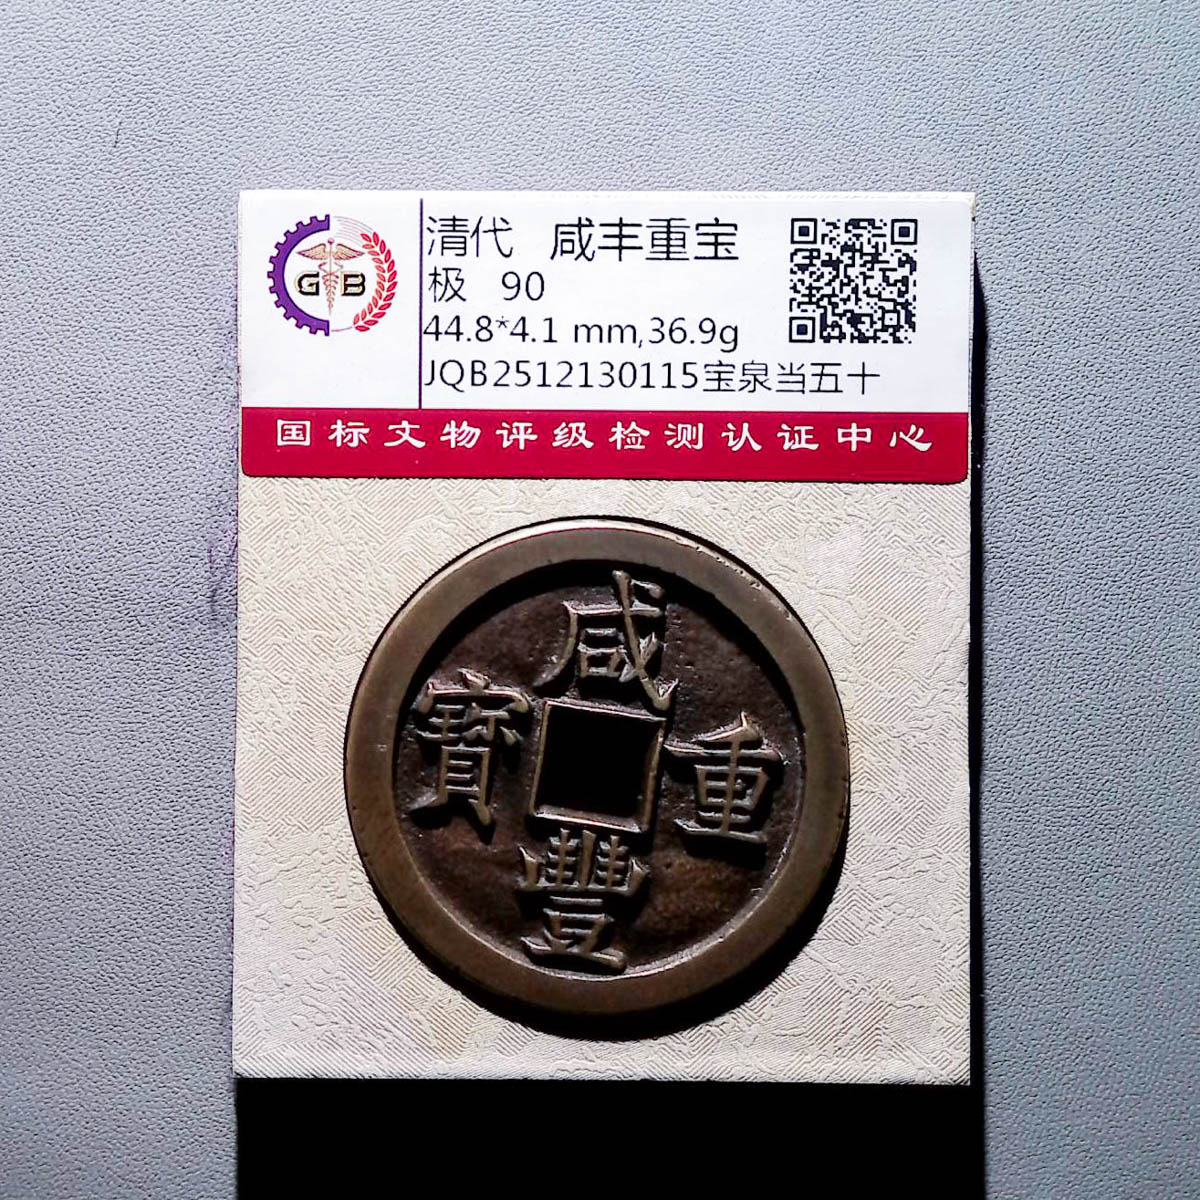 GB
清代 咸丰重宝
极 90
44.8*4.1 mm,36.9g
JQB2512130115宝泉当五十
国标文物评级检测认证中心
咸
豐
重
寶